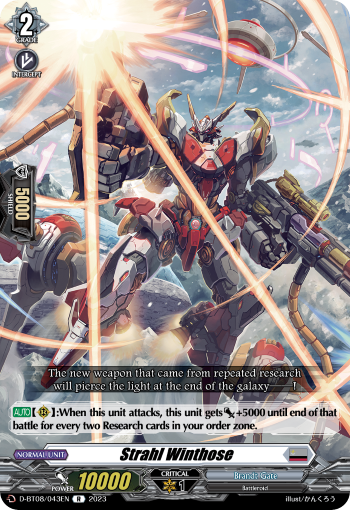 2
GRADE
INTERCEPT
5000
SHIELD
The new weapon that came from repeated research
will pierce the light at the end of the galaxy――!
AUTO【】:When this unit attacks, this unit gets +5000 until end of that
battle for every two Research cards in your order zone.
NORMAL UNIT
Strahl Winthose
POWER 10000
CRITICAL
1
Brandt Gate
Battleroid
D-BT08/043EN R 2023
illust/かんくろう